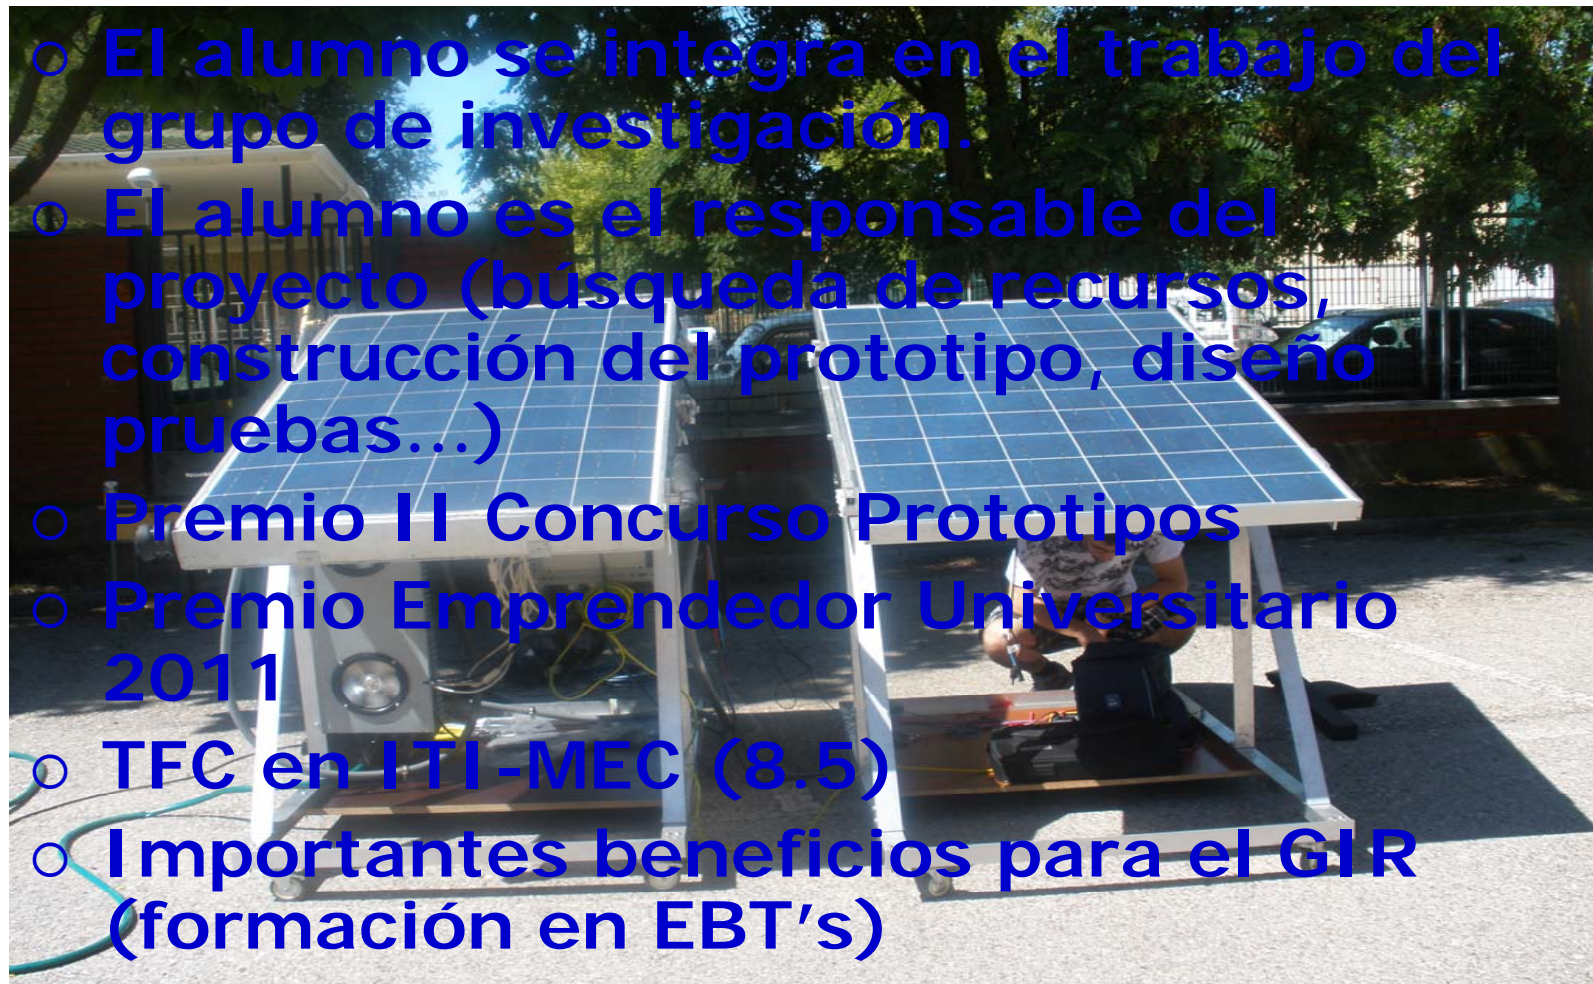 o El alumno se integra en el trabajo del
grupo de investigación.
o El alumno es el responsable del
proyecto (búsqueda de recursos,
construcción del prototipo, diseño
pruebas…)
o Premio II Concurso Prototipos
o Premio Emprendedor Universitario
2011
o TFC en ITI-MEC (8.5)
o Importantes beneficios para el GIR
(formación en EBT’s)